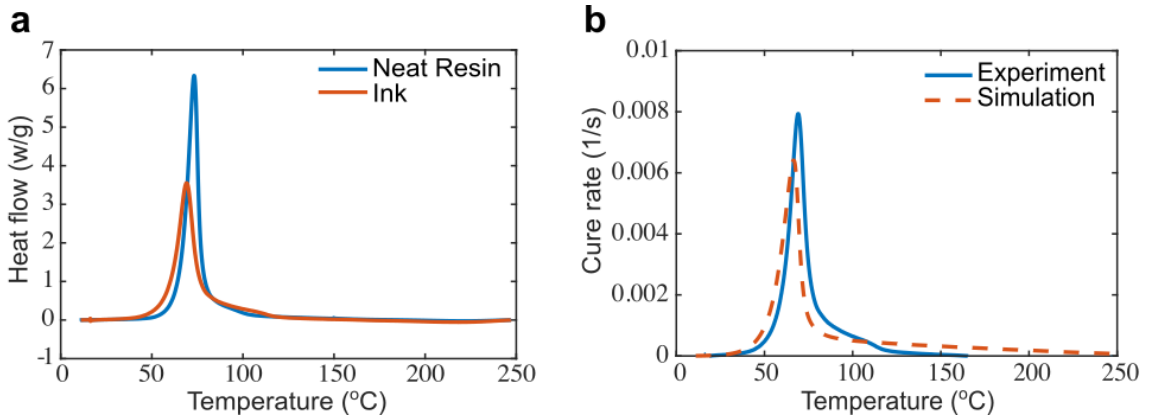 a
7
6
5
4
3
2
1
0
-1
Heat flow (w/g)
Neat Resin
Ink
0
50
100
150
200
250
Temperature (°C)
b
0.01
0.008
0.006
0.004
0.002
0
Cure rate (1/s)
Experiment
Simulation
0
50
100
150
200
250
Temperature (°C)